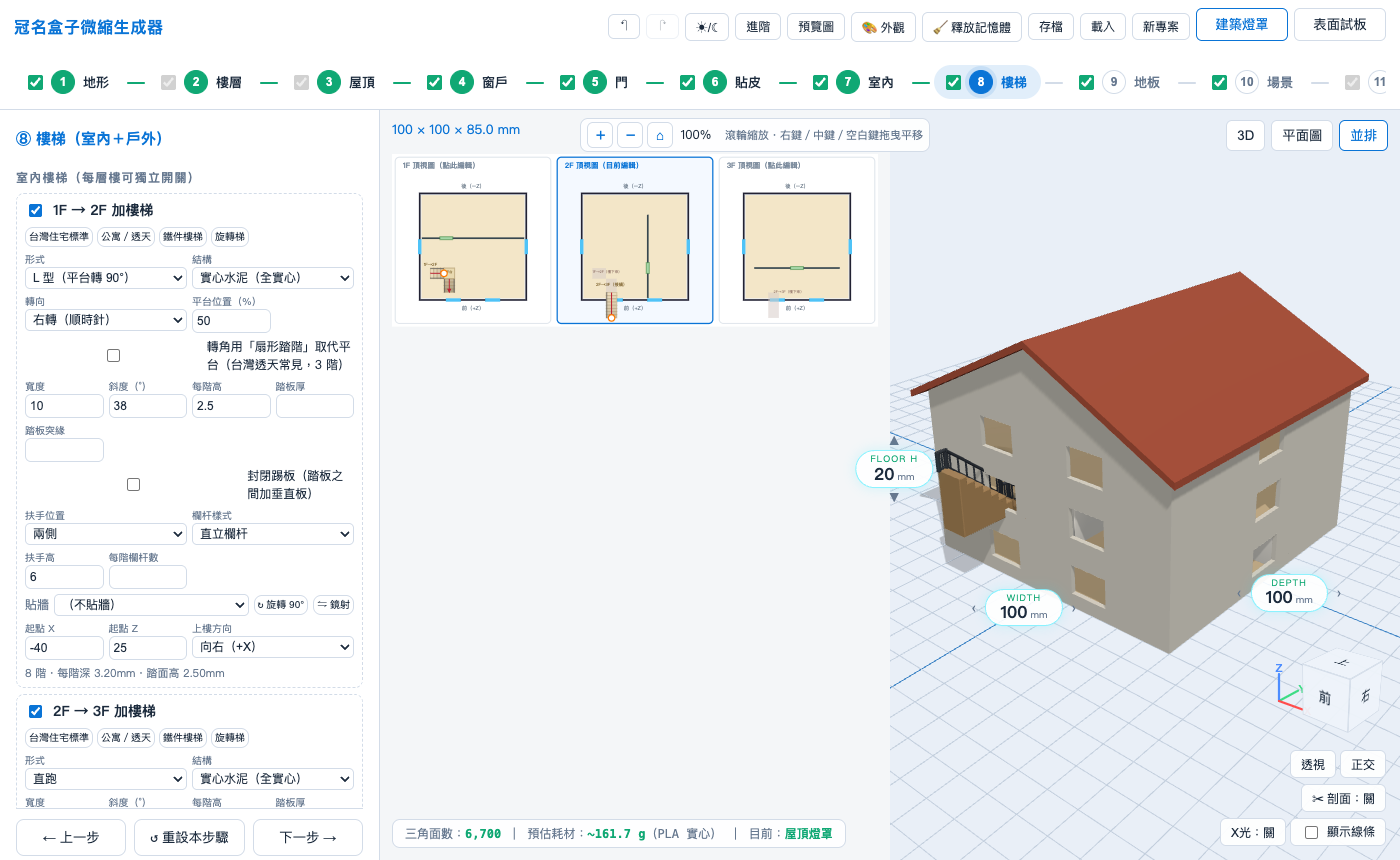 冠名盒子微縮生成器
☀/☾
進階
預覽圖
🎨 外觀
🧹 釋放記憶體
存檔
載入
新專案
建築燈罩
表面試板
1 地形
2 樓層
3 屋頂
4 窗戶
5 門
6 貼皮
7 室內
8 樓梯
9 地板
10 場景
11
⑧ 樓梯（室內＋戶外）
室內樓梯（每層樓可獨立開關）
1F → 2F 加樓梯
台灣住宅標準 公寓 / 透天 鐵件樓梯 旋轉梯
形式 結構
L 型（平台轉 90°） 實心水泥（全實心）
轉向 平台位置（%）
右轉（順時針） 50
轉角用「扇形踏階」取代平
台（台灣透天常見，3 階）
寬度 斜度（°） 每階高 踏板厚
10 38 2.5
踏板突緣
封閉踢板（踏板之
間加垂直板）
扶手位置 欄杆樣式
兩側 直立欄杆
扶手高 每階欄杆數
6
貼牆 （不貼牆） ↻ 旋轉 90° ⇋ 鏡射
起點 X 起點 Z 上樓方向
-40 25 向右（+X）
8 階 · 每階深 3.20mm · 踏面高 2.50mm
2F → 3F 加樓梯
台灣住宅標準 公寓 / 透天 鐵件樓梯 旋轉梯
形式 結構
直跑 實心水泥（全實心）
寬度 斜度（°） 每階高 踏板厚
← 上一步
↺ 重設本步驟
下一步 →
100 × 100 × 85.0 mm
+ − ⌂ 100% 滾輪縮放 · 右鍵 / 中鍵 / 空白鍵拖曳平移
3D
平面圖
並排
1F 頂視圖（點此編輯）
後（−Z）
1F→2F
前（+Z）
2F 頂視圖（目前編輯）
後（−Z）
前（+Z）
3F 頂視圖（點此編輯）
後（−Z）
前（+Z）
FLOOR H
20 mm
WIDTH
100 mm
DEPTH
100 mm
Z
上
前
右
透視
正交
✂ 剖面：關
X光：關
顯示線條
三角面數：6,700 | 預估耗材：~161.7 g (PLA 實心) | 目前：屋頂燈罩